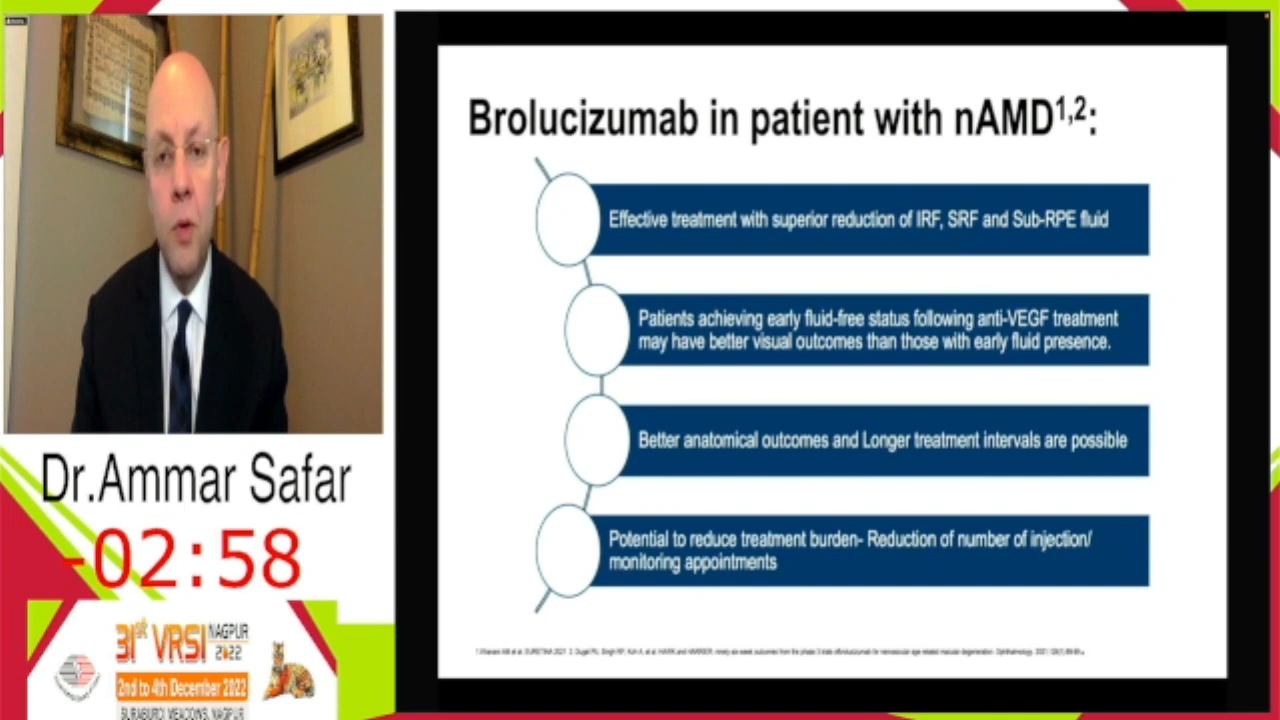 Brolucizumab in patient with nAMD1,2:
Effective treatment with superior reduction of IRF, SRF and Sub-RPE fluid
Patients achieving early fluid-free status following anti-VEGF treatment
may have better visual outcomes than those with early fluid presence.
Better anatomical outcomes and Longer treatment intervals are possible
Potential to reduce treatment burden- Reduction of number of injection/
monitoring appointments
Dr.Ammar Safar
-02:58
31st VRSI NAGPUR
2022
2nd to 4th December 2022
NAGPUR